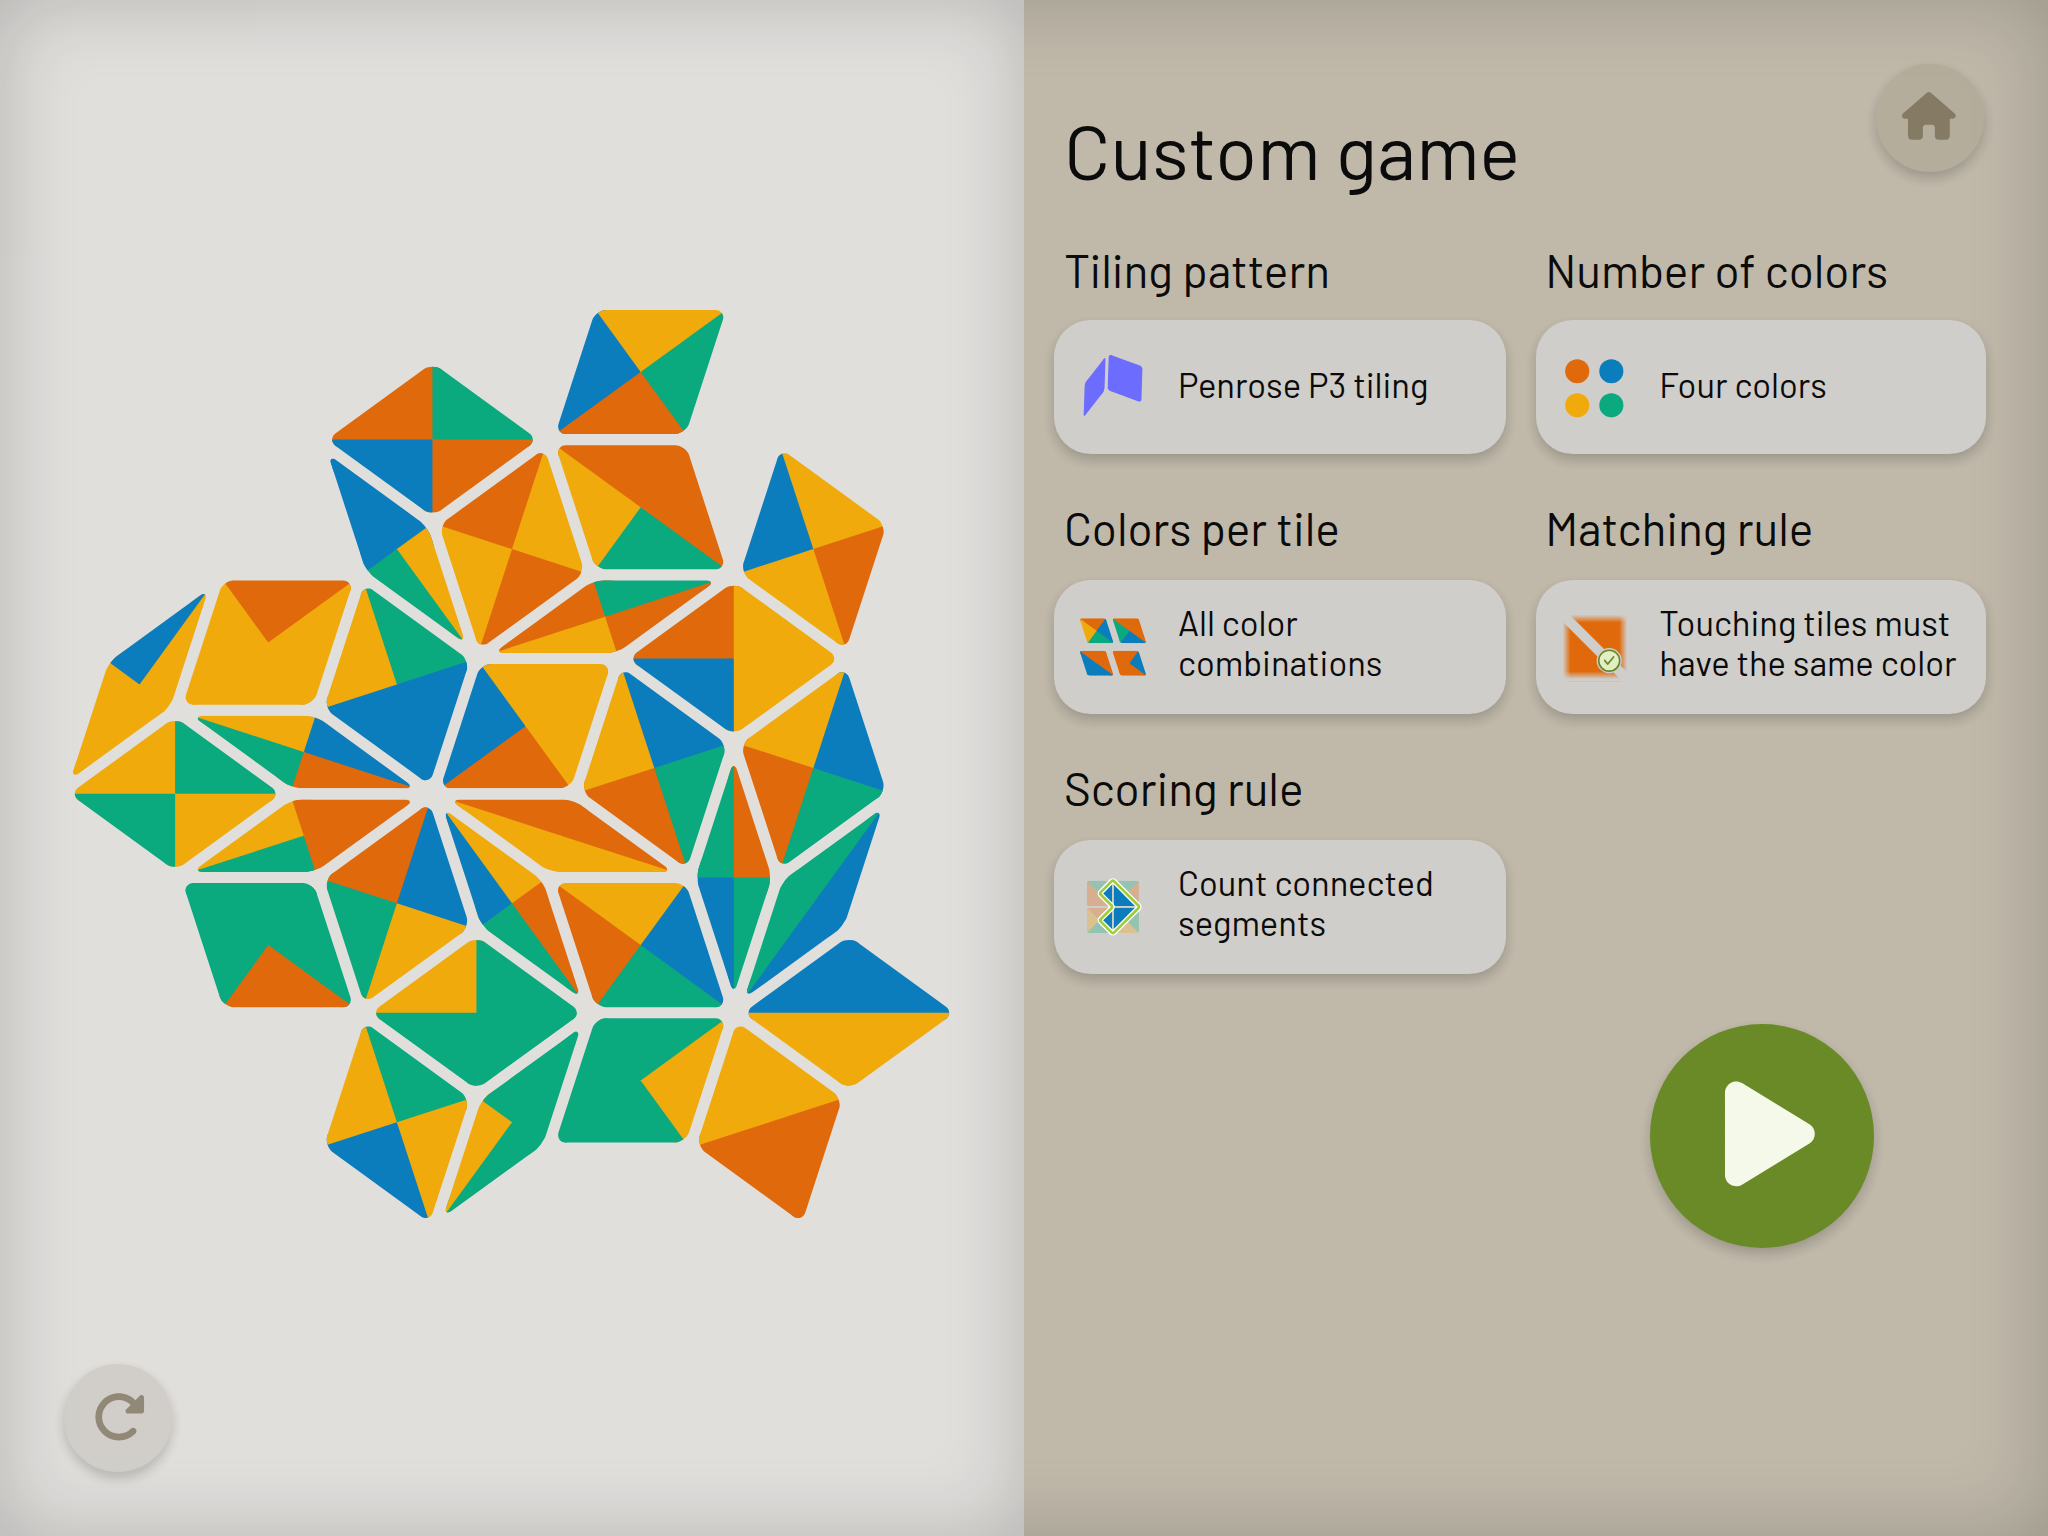 Custom game
Tiling pattern
Number of colors
Penrose P3 tiling
Four colors
Colors per tile
Matching rule
All color
combinations
Touching tiles must
have the same color
Scoring rule
Count connected
segments